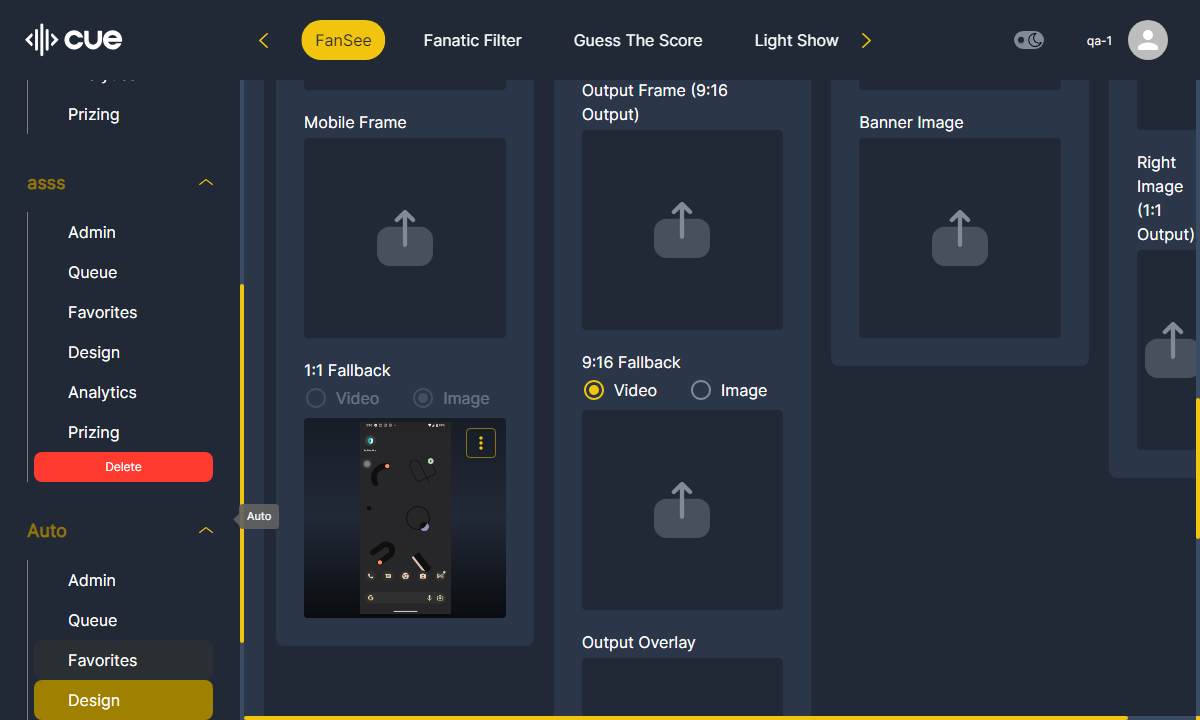 cue
FanSee
Fanatic Filter
Guess The Score
Light Show
qa-1
Prizing
asss
Admin
Queue
Favorites
Design
Analytics
Prizing
Delete
Auto
Admin
Queue
Favorites
Design
Auto
Mobile Frame
1:1 Fallback
Video
Image
Output Frame (9:16
Output)
9:16 Fallback
Video
Image
Output Overlay
Banner Image
Right
Image
(1:1
Output)